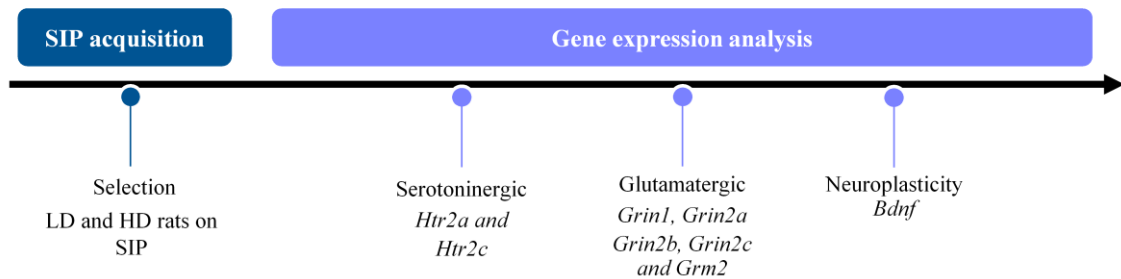 SIP acquisition
Gene expression analysis
Selection
LD and HD rats on
SIP
Serotoninergic
Htr2a and
Htr2c
Glutamatergic
Grin1, Grin2a
Grin2b, Grin2c
and Grm2
Neuroplasticity
Bdnf